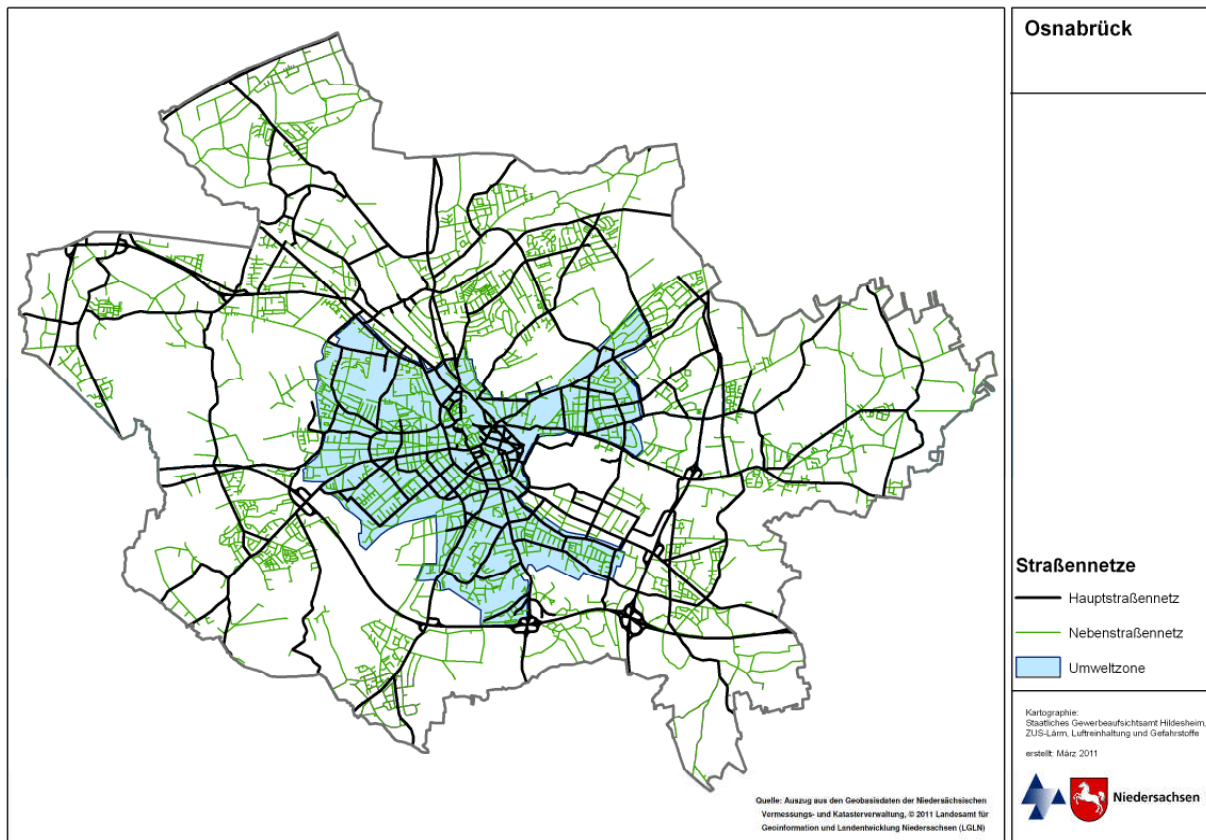 Osnabrück
Straßennetze
Hauptstraßennetz
Nebenstraßennetz
Umweltzone
Kartographie:
Staatliches Gewerbeaufsichtsamt Hildesheim,
ZUS-Lärm, Luftreinhaltung und Gefahrstoffe
erstellt: März 2011
Niedersachsen
Quelle: Auszug aus den Geobasisdaten der Niedersächsischen
Vermessungs- und Katasterverwaltung, © 2011 Landesamt für
Geoinformation und Landentwicklung Niedersachsen (LGLN)